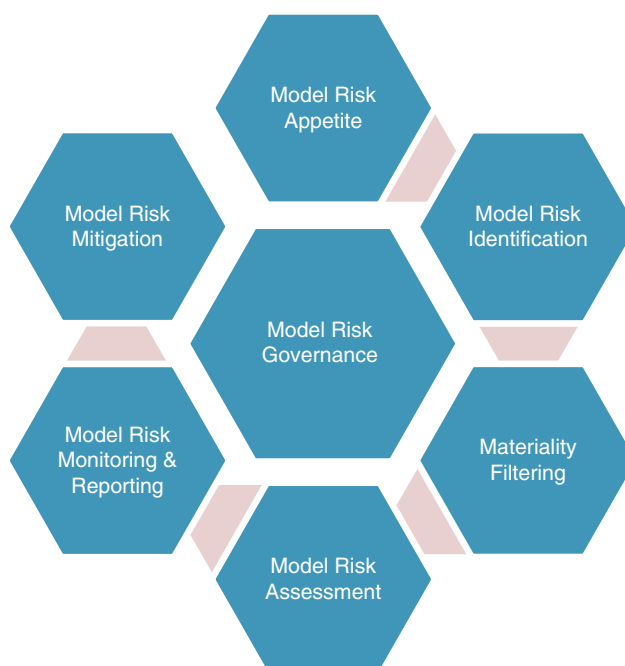 Model Risk
Appetite
Model Risk
Identification
Materiality
Filtering
Model Risk
Assessment
Model Risk
Monitoring &
Reporting
Model Risk
Mitigation
Model Risk
Governance